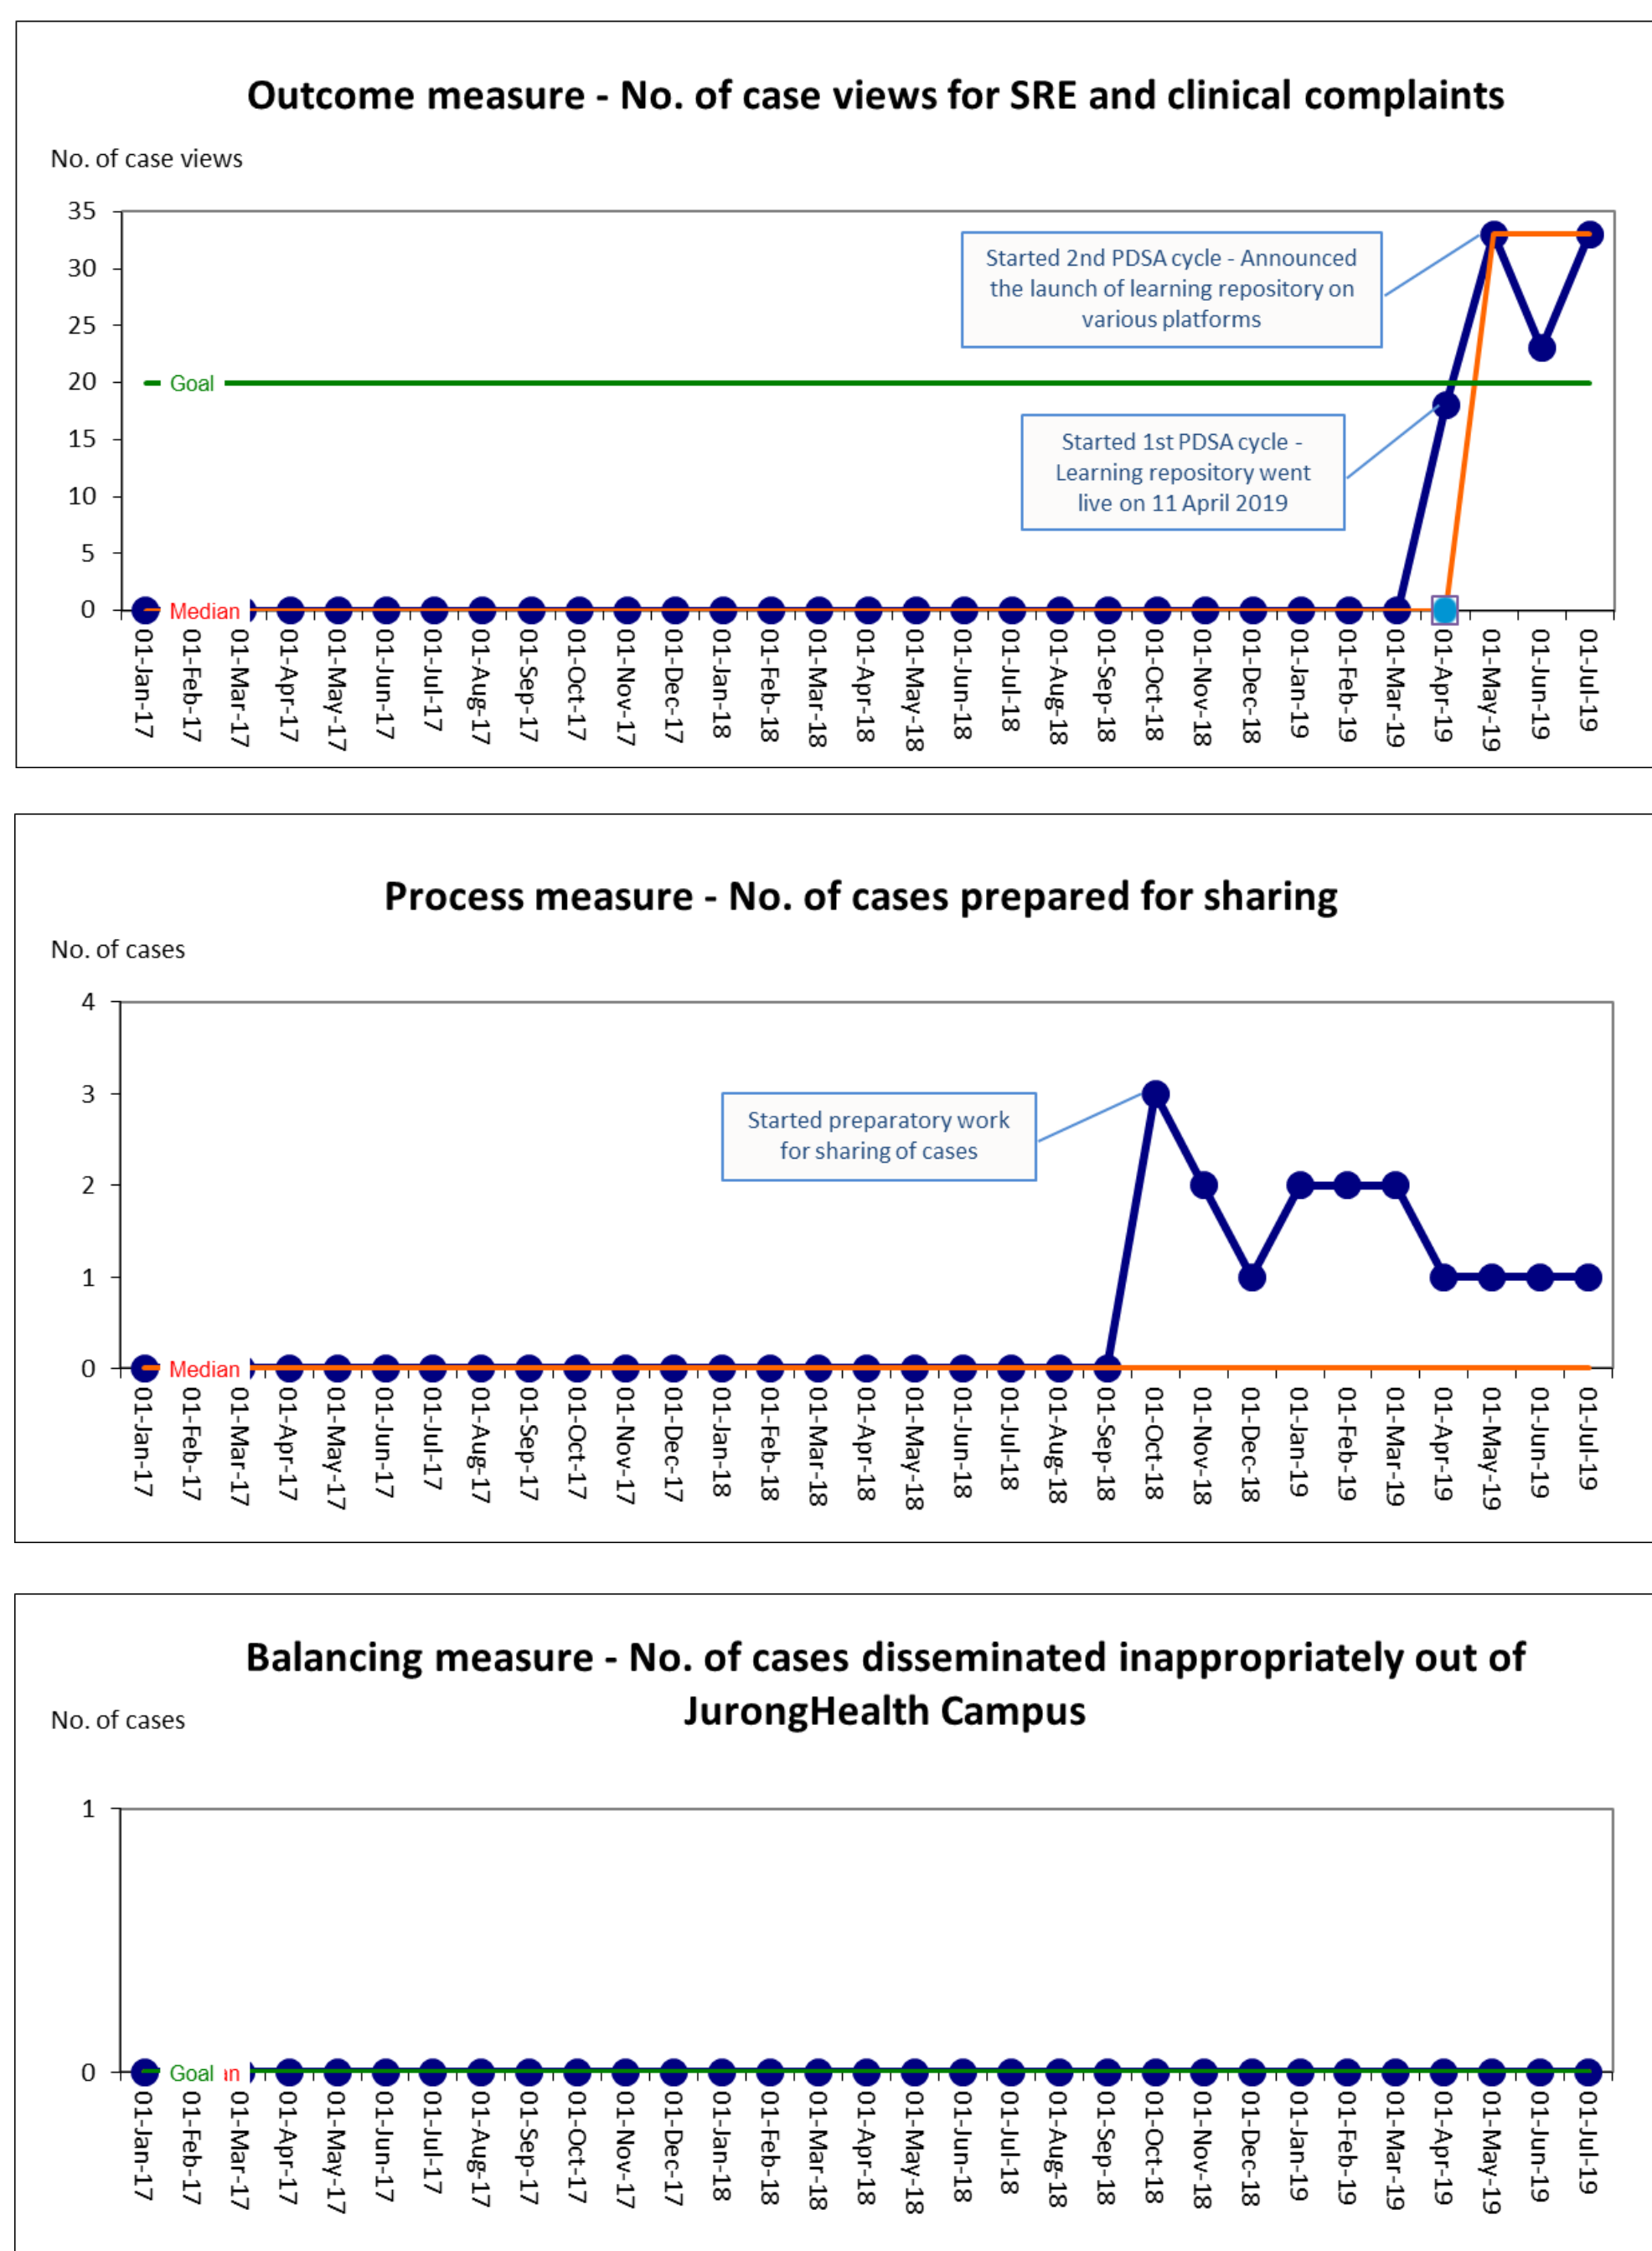 Outcome measure - No. of case views for SRE and clinical complaints
No. of case views
35
30
25
20
15
10
5
0
Goal
Median
Started 2nd PDSA cycle - Announced
the launch of learning repository on
various platforms
Started 1st PDSA cycle -
Learning repository went
live on 11 April 2019
01-Jan-17
01-Feb-17
01-Mar-17
01-Apr-17
01-May-17
01-Jun-17
01-Jul-17
01-Aug-17
01-Sep-17
01-Oct-17
01-Nov-17
01-Dec-17
01-Jan-18
01-Feb-18
01-Mar-18
01-Apr-18
01-May-18
01-Jun-18
01-Jul-18
01-Aug-18
01-Sep-18
01-Oct-18
01-Nov-18
01-Dec-18
01-Jan-19
01-Feb-19
01-Mar-19
01-Apr-19
01-May-19
01-Jun-19
01-Jul-19
Process measure - No. of cases prepared for sharing
No. of cases
4
3
2
1
0
Median
Started preparatory work
for sharing of cases
01-Jan-17
01-Feb-17
01-Mar-17
01-Apr-17
01-May-17
01-Jun-17
01-Jul-17
01-Aug-17
01-Sep-17
01-Oct-17
01-Nov-17
01-Dec-17
01-Jan-18
01-Feb-18
01-Mar-18
01-Apr-18
01-May-18
01-Jun-18
01-Jul-18
01-Aug-18
01-Sep-18
01-Oct-18
01-Nov-18
01-Dec-18
01-Jan-19
01-Feb-19
01-Mar-19
01-Apr-19
01-May-19
01-Jun-19
01-Jul-19
Balancing measure - No. of cases disseminated inappropriately out of
JurongHealth Campus
No. of cases
1
0
Goal
01-Jan-17
01-Feb-17
01-Mar-17
01-Apr-17
01-May-17
01-Jun-17
01-Jul-17
01-Aug-17
01-Sep-17
01-Oct-17
01-Nov-17
01-Dec-17
01-Jan-18
01-Feb-18
01-Mar-18
01-Apr-18
01-May-18
01-Jun-18
01-Jul-18
01-Aug-18
01-Sep-18
01-Oct-18
01-Nov-18
01-Dec-18
01-Jan-19
01-Feb-19
01-Mar-19
01-Apr-19
01-May-19
01-Jun-19
01-Jul-19